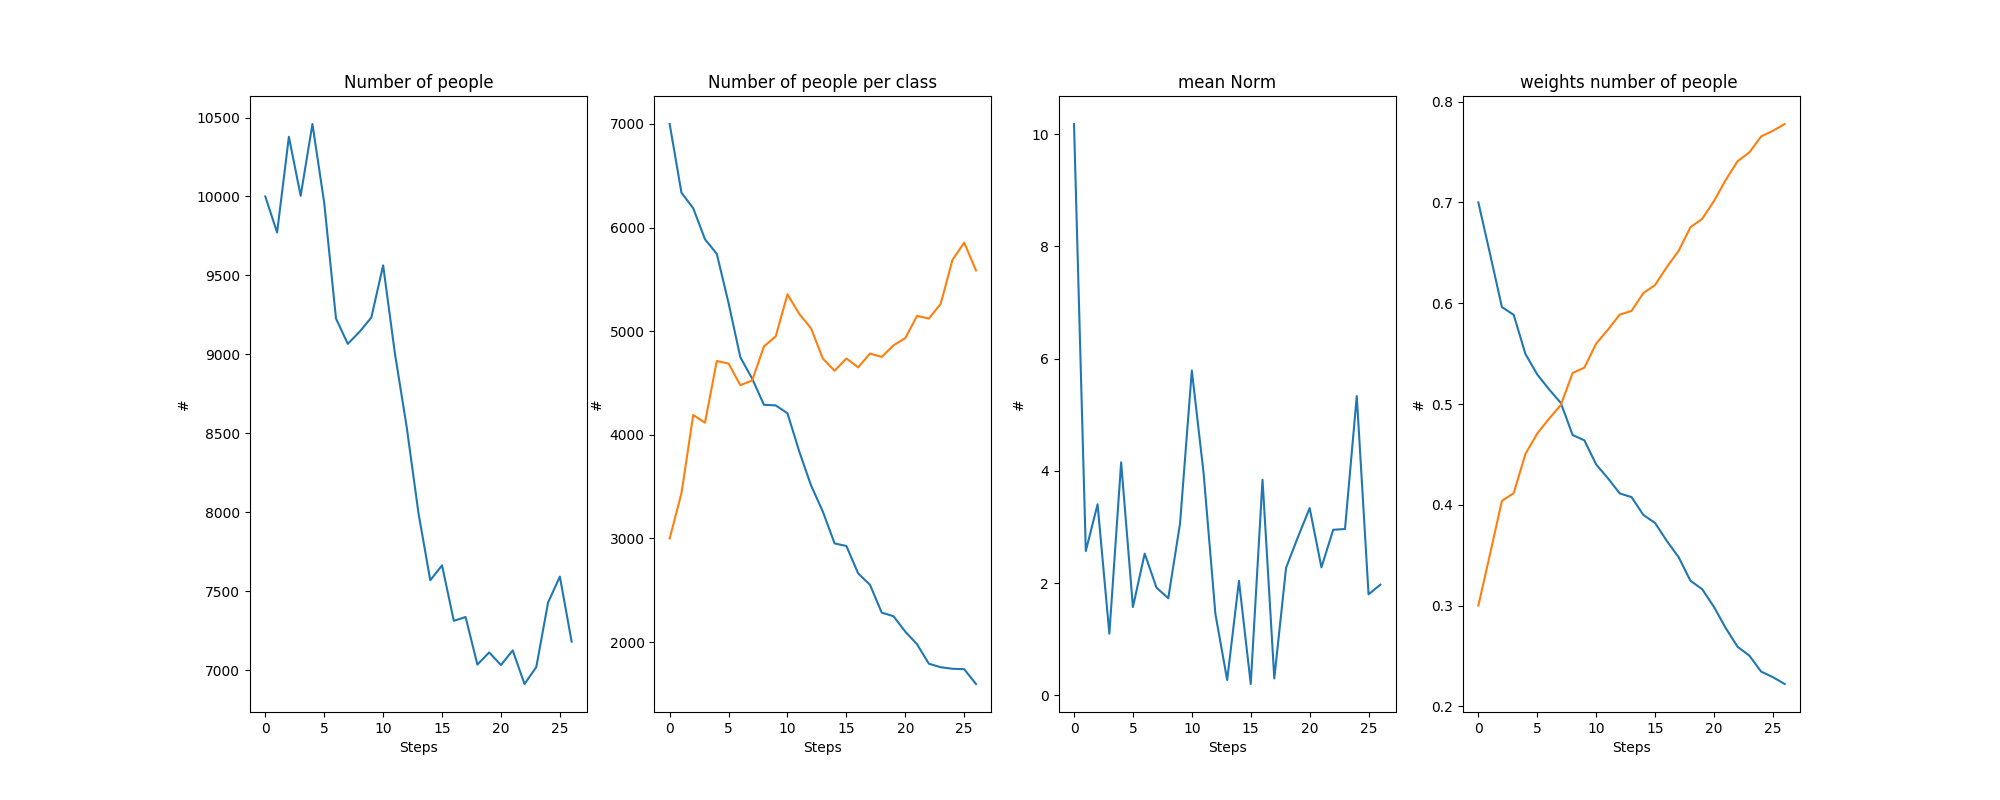 Number of people
10500
10000
9500
9000
8500
8000
7500
7000
#
0 5 10 15 20 25
Steps
Number of people per class
7000
6000
5000
4000
3000
2000
#
0 5 10 15 20 25
Steps
mean Norm
10
8
6
4
2
0
#
0 5 10 15 20 25
Steps
weights number of people
0.8
0.7
0.6
0.5
0.4
0.3
0.2
#
0 5 10 15 20 25
Steps